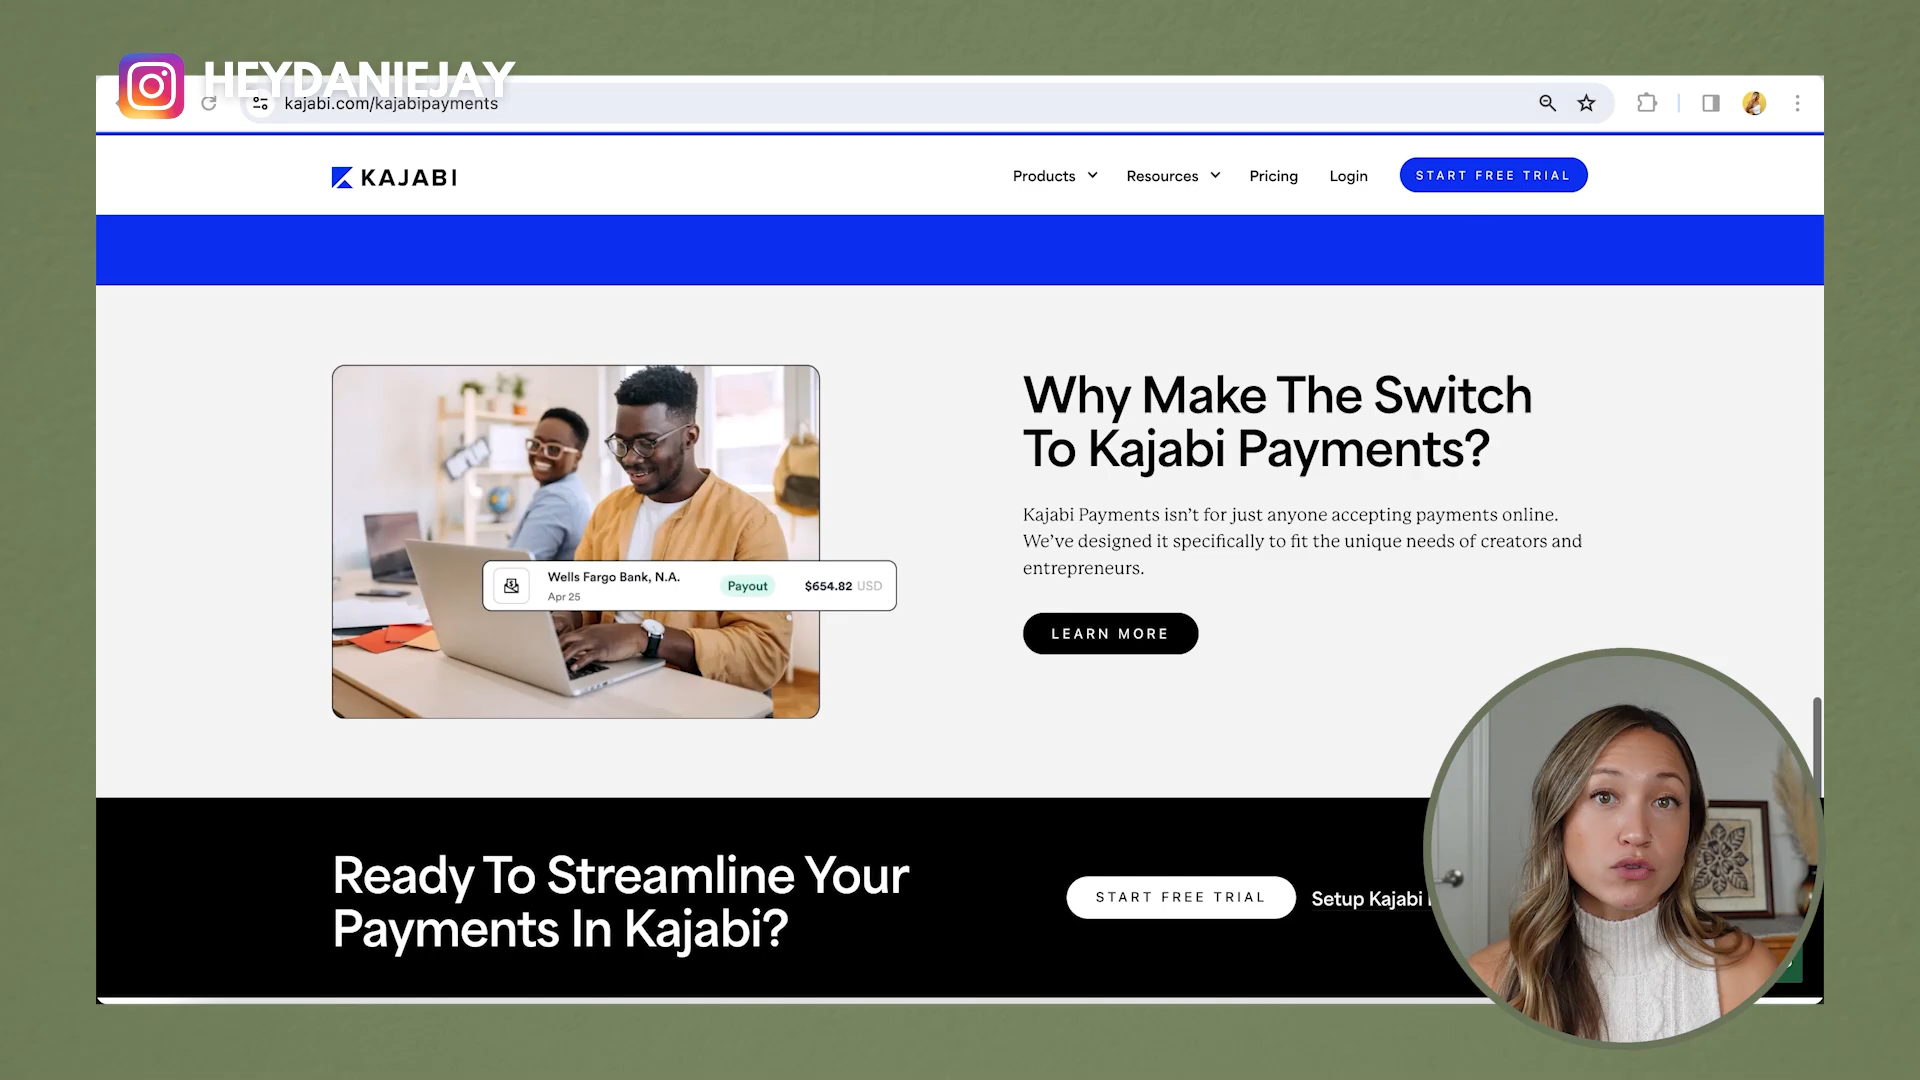 HEYDANIEJAY
kajabi.com/kajabipayments
KAJABI
Products
Resources
Pricing
Login
START FREE TRIAL
Why Make The Switch
To Kajabi Payments?
Kajabi Payments isn't for just anyone accepting payments online.
We've designed it specifically to fit the unique needs of creators and
entrepreneurs.
LEARN MORE
Wells Fargo Bank, N.A.
Apr 25
Payout
$654.82 USD
Ready To Streamline Your
Payments In Kajabi?
START FREE TRIAL
Setup Kajabi